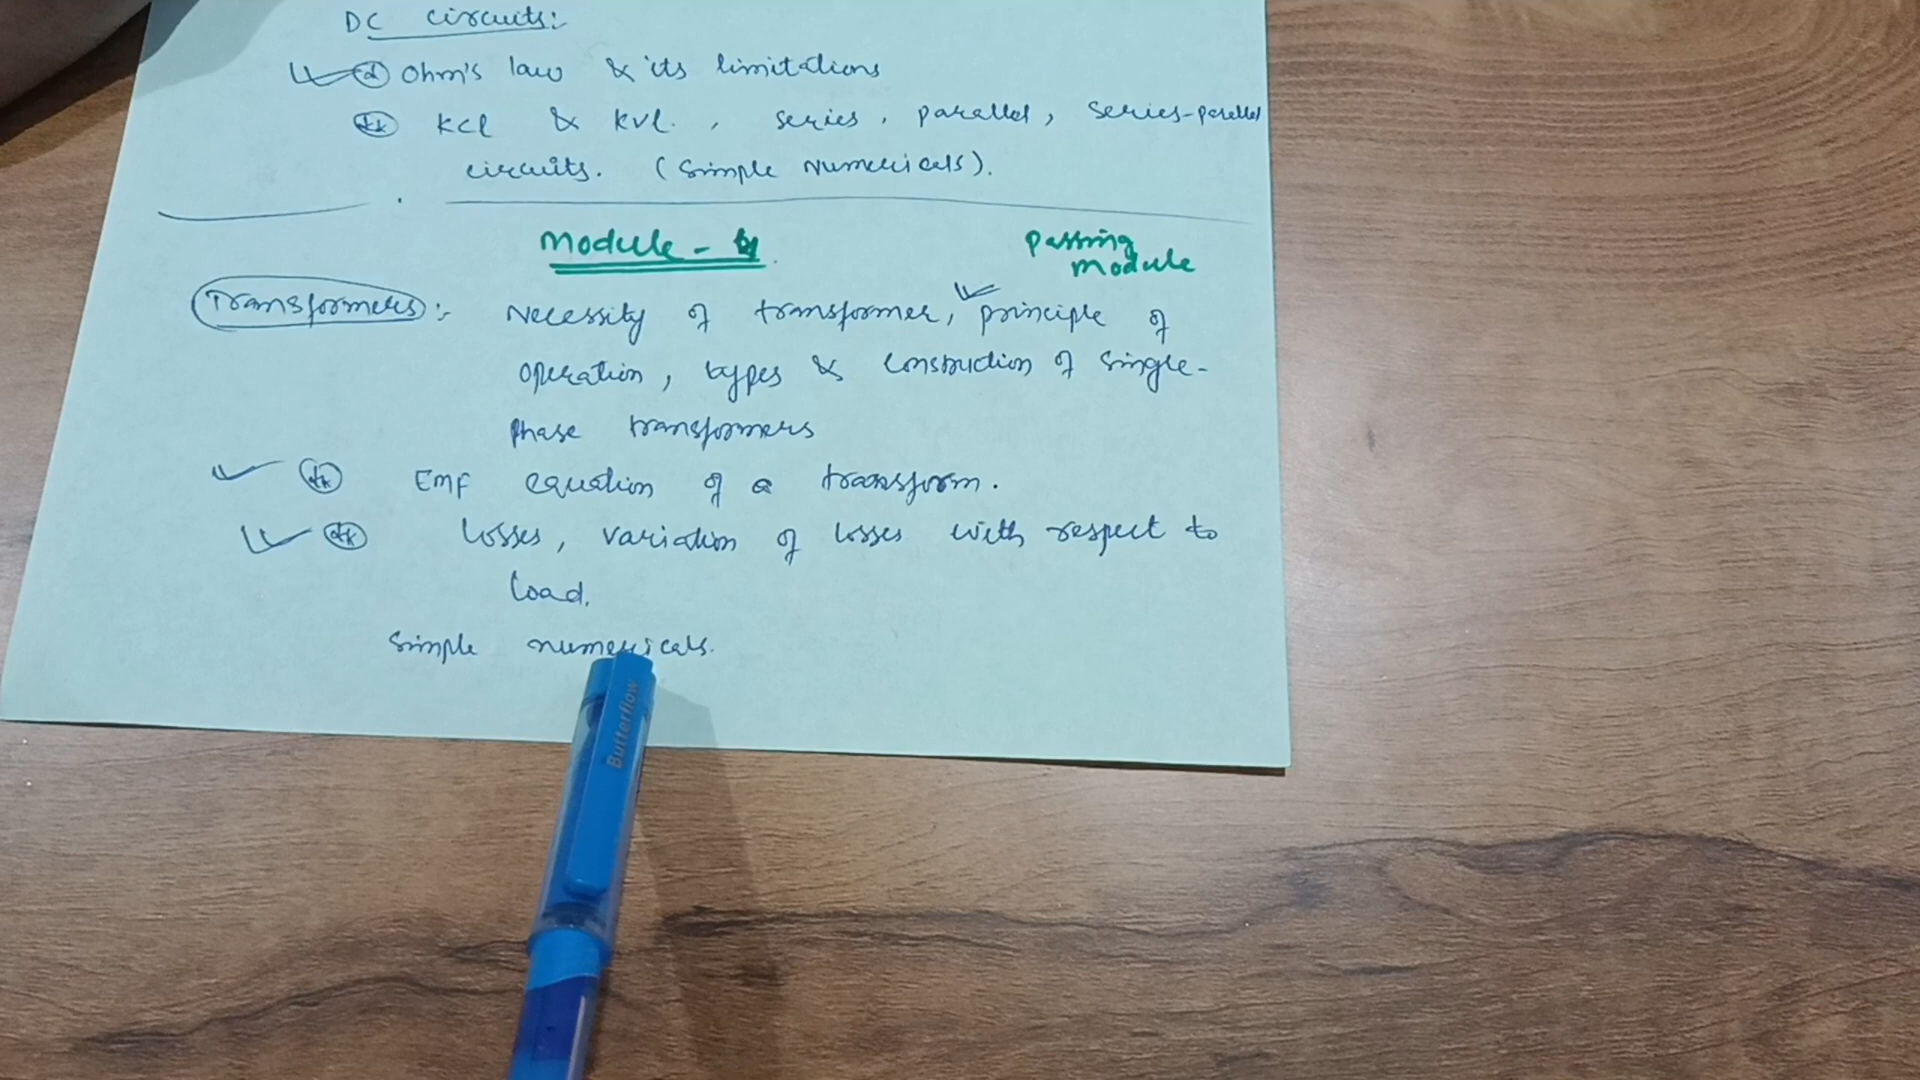 DC circuits:
Ohm's law & its limitations
KCL & KVL, series, parallel, series-parallel
circuits. (Simple Numericals).
Module - 4
Passing
Module
Transformers:- Necessity of transformer, principle of
operation, types & construction of single-
phase transformers
EMF equation of a transform.
Losses, variation of losses with respect to
load.
Simple numericals.
Butterflow